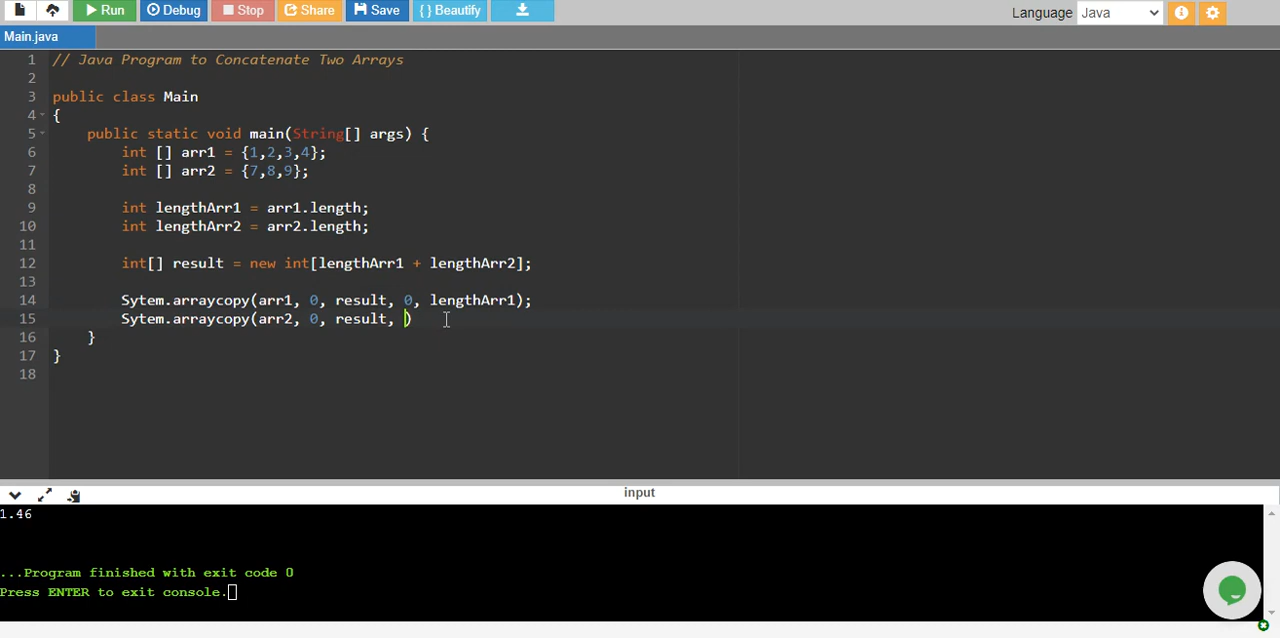 Run Debug Stop Share Save { } Beautify Language Java
Main.java
1 // Java Program to Concatenate Two Arrays
2
3 public class Main
4 {
5 public static void main(String[] args) {
6 int [] arr1 = {1,2,3,4};
7 int [] arr2 = {7,8,9};
8
9 int lengthArr1 = arr1.length;
10 int lengthArr2 = arr2.length;
11
12 int[] result = new int[lengthArr1 + lengthArr2];
13
14 Sytem.arraycopy(arr1, 0, result, 0, lengthArr1);
15 Sytem.arraycopy(arr2, 0, result, )
16 }
17 }
18
input
1.46
...Program finished with exit code 0
Press ENTER to exit console.